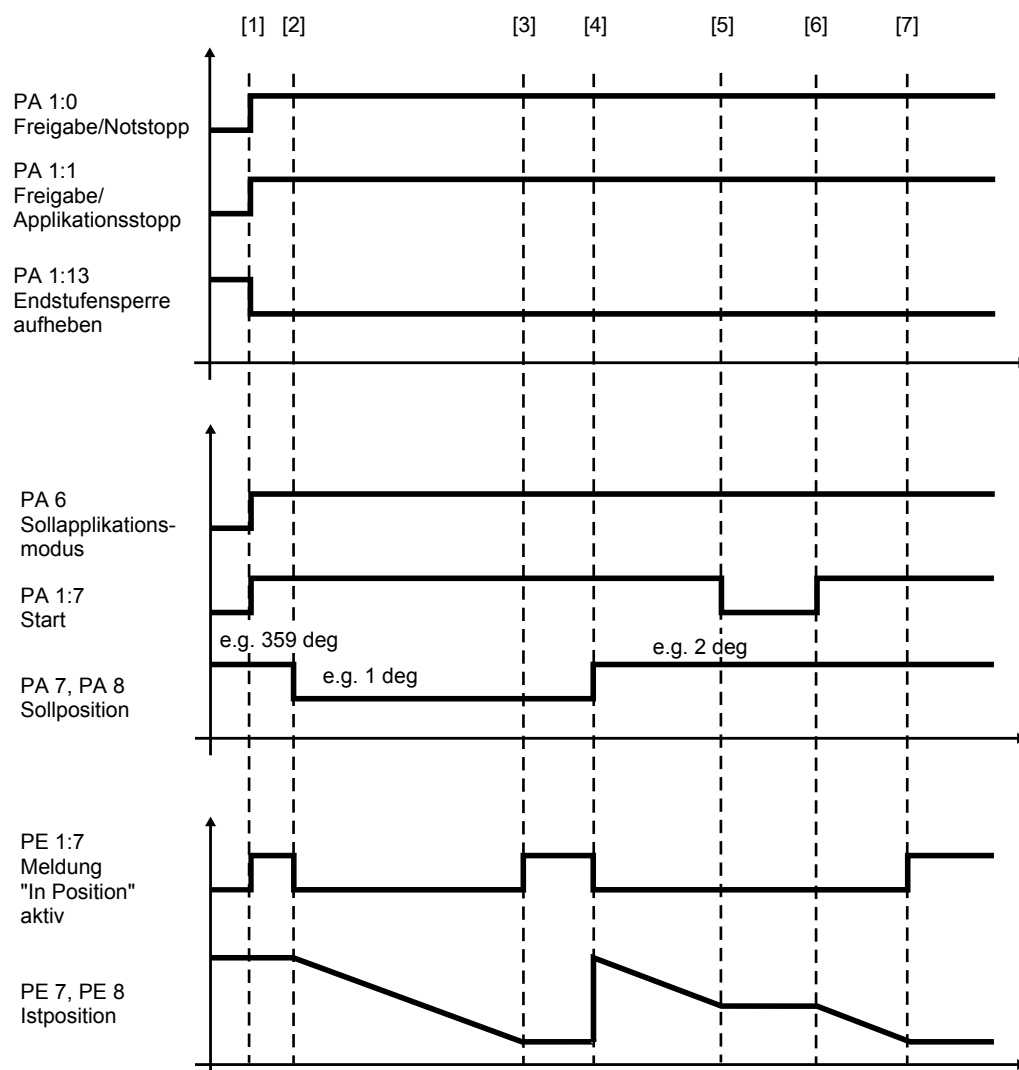 [1] [2] [3] [4] [5] [6] [7]
PA 1:0
Freigabe/Notstopp
PA 1:1
Freigabe/
Applikationsstopp
PA 1:13
Endstufensperre
aufheben
PA 6
Sollapplikations-
modus
PA 1:7
Start
e.g. 359 deg
e.g. 1 deg
e.g. 2 deg
PA 7, PA 8
Sollposition
PE 1:7
Meldung
"In Position"
aktiv
PE 7, PE 8
Istposition